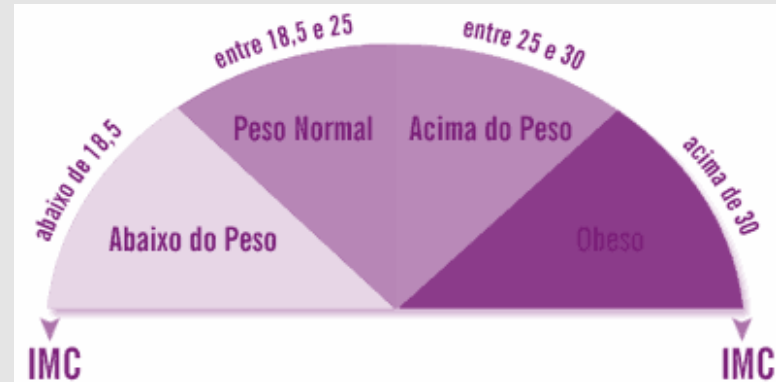 abaixo de 18,5
entre 18,5 e 25
entre 25 e 30
acima de 30
Abaixo do Peso
Peso Normal
Acima do Peso
Obeso
IMC
IMC